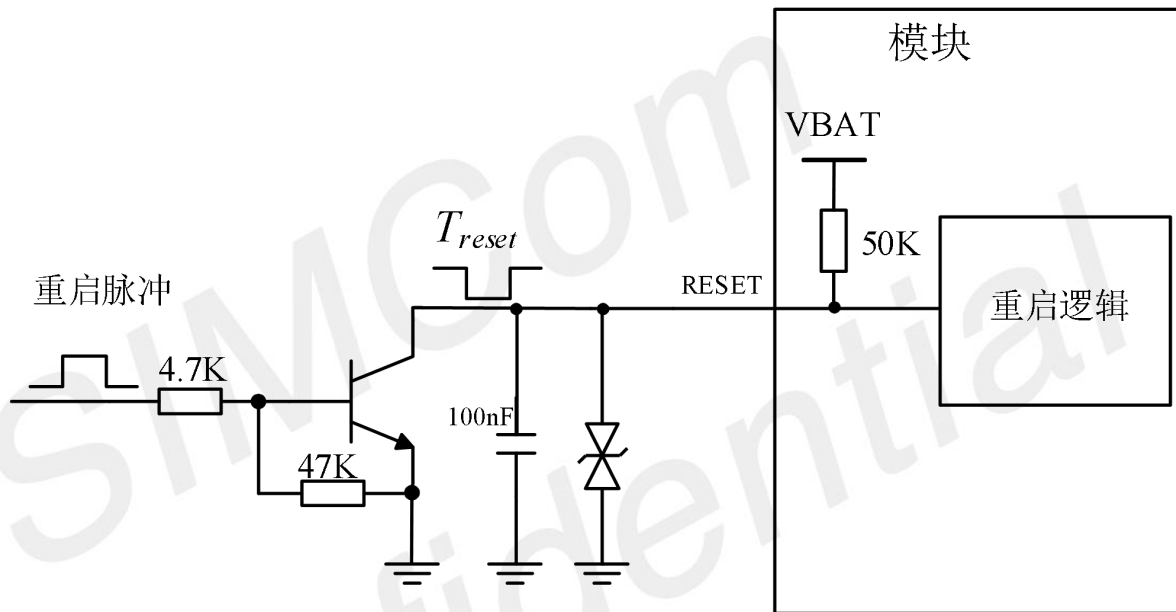 模块
VBAT
50K
T_reset
RESET
重启逻辑
重启脉冲
4.7K
100nF
47K
SIMCom
fidential